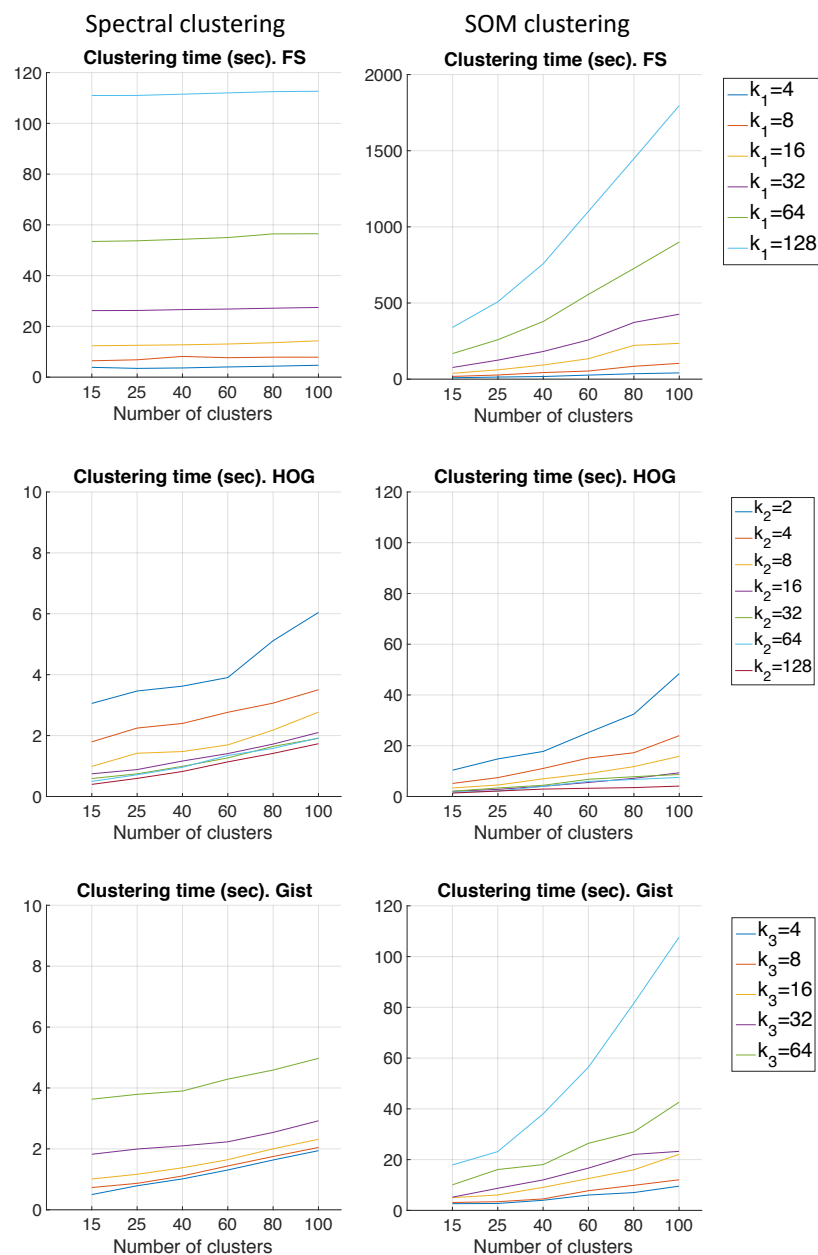 Spectral clustering
SOM clustering
Clustering time (sec). FS
120
100
80
60
40
20
0
15 25 40 60 80 100
Number of clusters
Clustering time (sec). FS
2000
1500
1000
500
0
15 25 40 60 80 100
Number of clusters
k1=4
k1=8
k1=16
k1=32
k1=64
k1=128
Clustering time (sec). HOG
10
8
6
4
2
0
15 25 40 60 80 100
Number of clusters
Clustering time (sec). HOG
120
100
80
60
40
20
0
15 25 40 60 80 100
Number of clusters
k2=2
k2=4
k2=8
k2=16
k2=32
k2=64
k2=128
Clustering time (sec). Gist
10
8
6
4
2
0
15 25 40 60 80 100
Number of clusters
Clustering time (sec). Gist
120
100
80
60
40
20
0
15 25 40 60 80 100
Number of clusters
k3=4
k3=8
k3=16
k3=32
k3=64